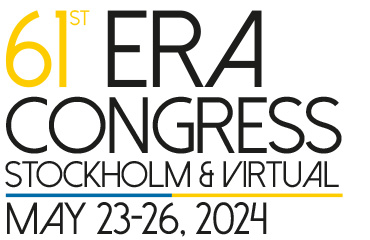 61ST ERA
CONGRESS
STOCKHOLM & VIRTUAL
MAY 23-26, 2024